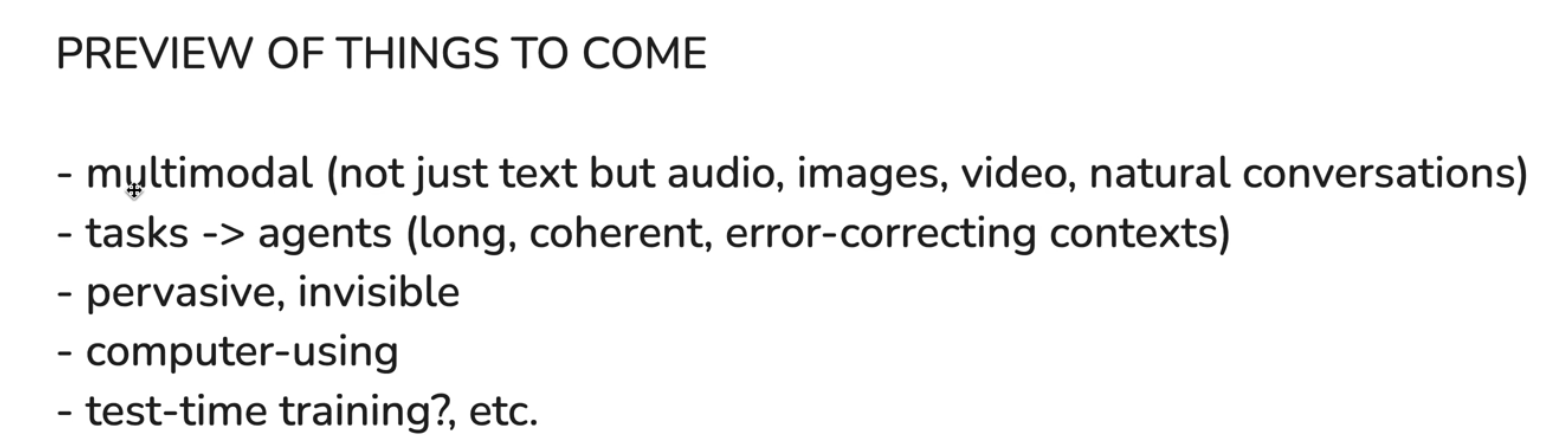 PREVIEW OF THINGS TO COME
- multimodal (not just text but audio, images, video, natural conversations)
- tasks -> agents (long, coherent, error-correcting contexts)
- pervasive, invisible
- computer-using
- test-time training?, etc.